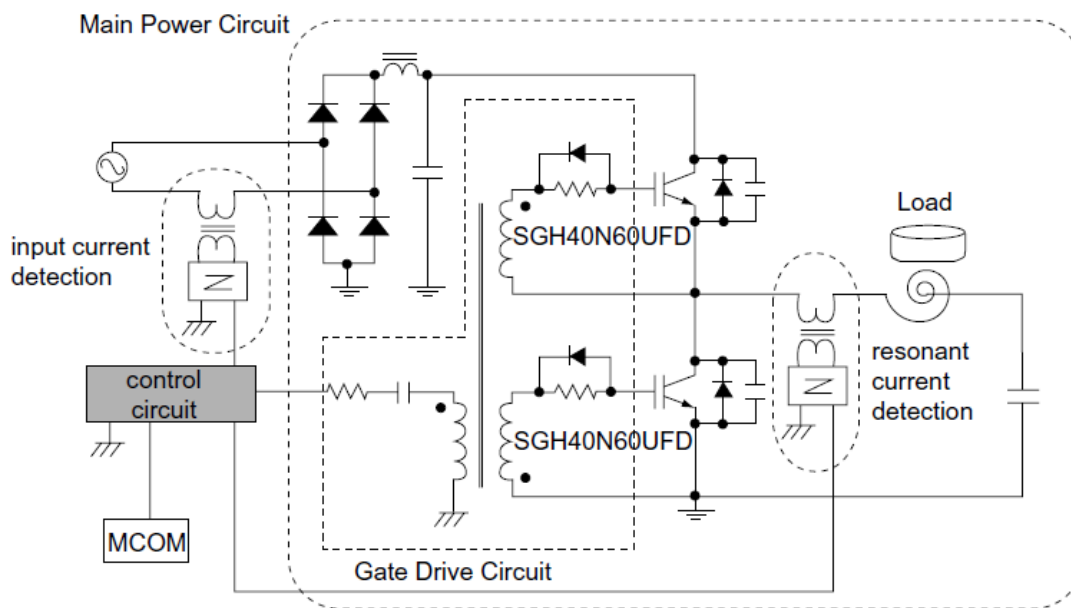 Main Power Circuit
SGH40N60UFD
Load
input current
detection
resonant
current
detection
control
circuit
SGH40N60UFD
MCOM
Gate Drive Circuit